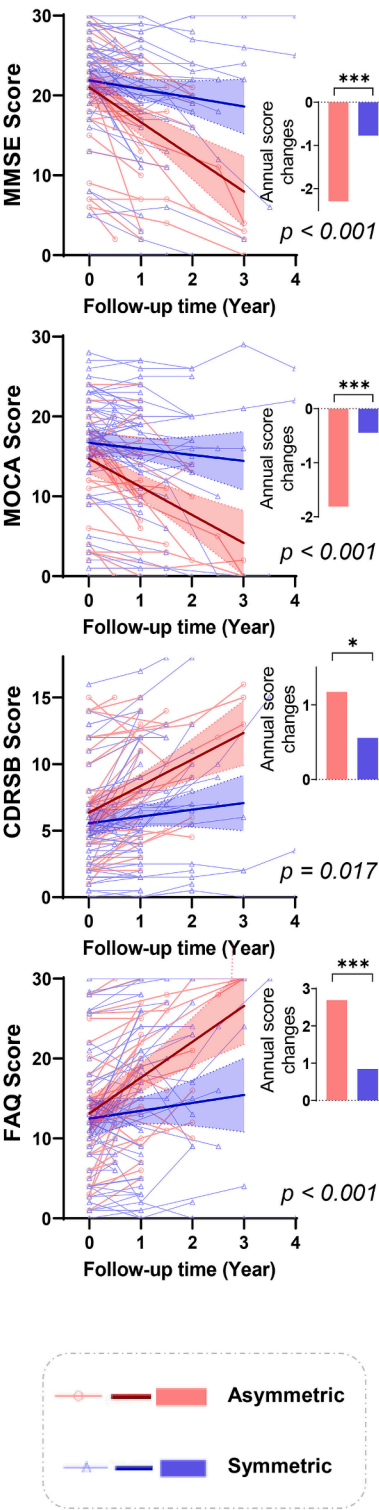 MMSE Score
30
20
10
0
0 1 2 3 4
Follow-up time (Year)
Annual score
changes
0
-1
-2
***
p < 0.001
MOCA Score
30
20
10
0
0 1 2 3 4
Follow-up time (Year)
Annual score
changes
0
-1
-2
***
p < 0.001
CDRSB Score
15
10
5
0
0 1 2 3 4
Follow-up time (Year)
Annual score
changes
1
0
*
p = 0.017
FAQ Score
30
20
10
0
0 1 2 3 4
Follow-up time (Year)
Annual score
changes
3
2
1
0
***
p < 0.001
Asymmetric
Symmetric